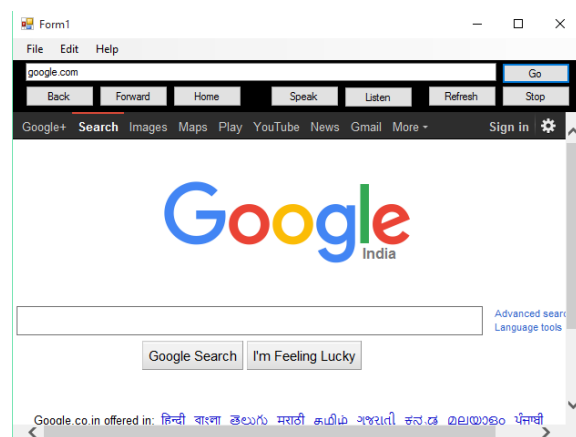 Form1
File Edit Help
google.com Go
Back Forward Home Speak Listen Refresh Stop
Google+ Search Images Maps Play YouTube News Gmail More Sign in
Google
India
Advanced sear
Language tools
Google Search I'm Feeling Lucky
Google.co.in offered in: हिन्दी বাংলা తెలుగు मराठी தமிழ் ગુજરાતી ಕನ್ನಡ മലയാളം ਪੰਜਾਬੀ